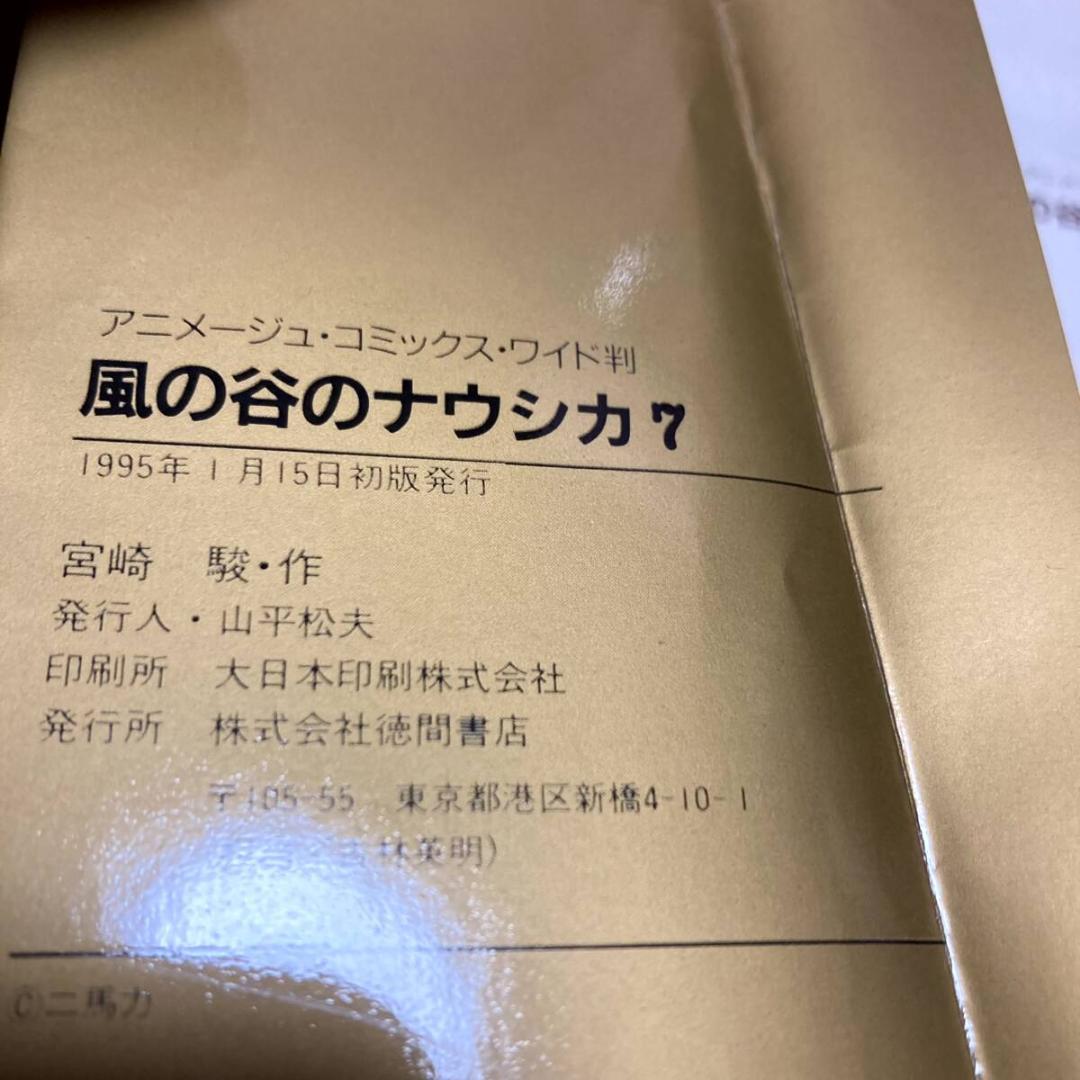 アニメージュ・コミックス・ワイド判
風の谷のナウシカ7
1995年1月15日初版発行
宮崎 駿・作
発行人・山平松夫
印刷所 大日本印刷株式会社
発行所 株式会社徳間書店
〒105-55 東京都港区新橋4-10-1
林英明)
©二馬力